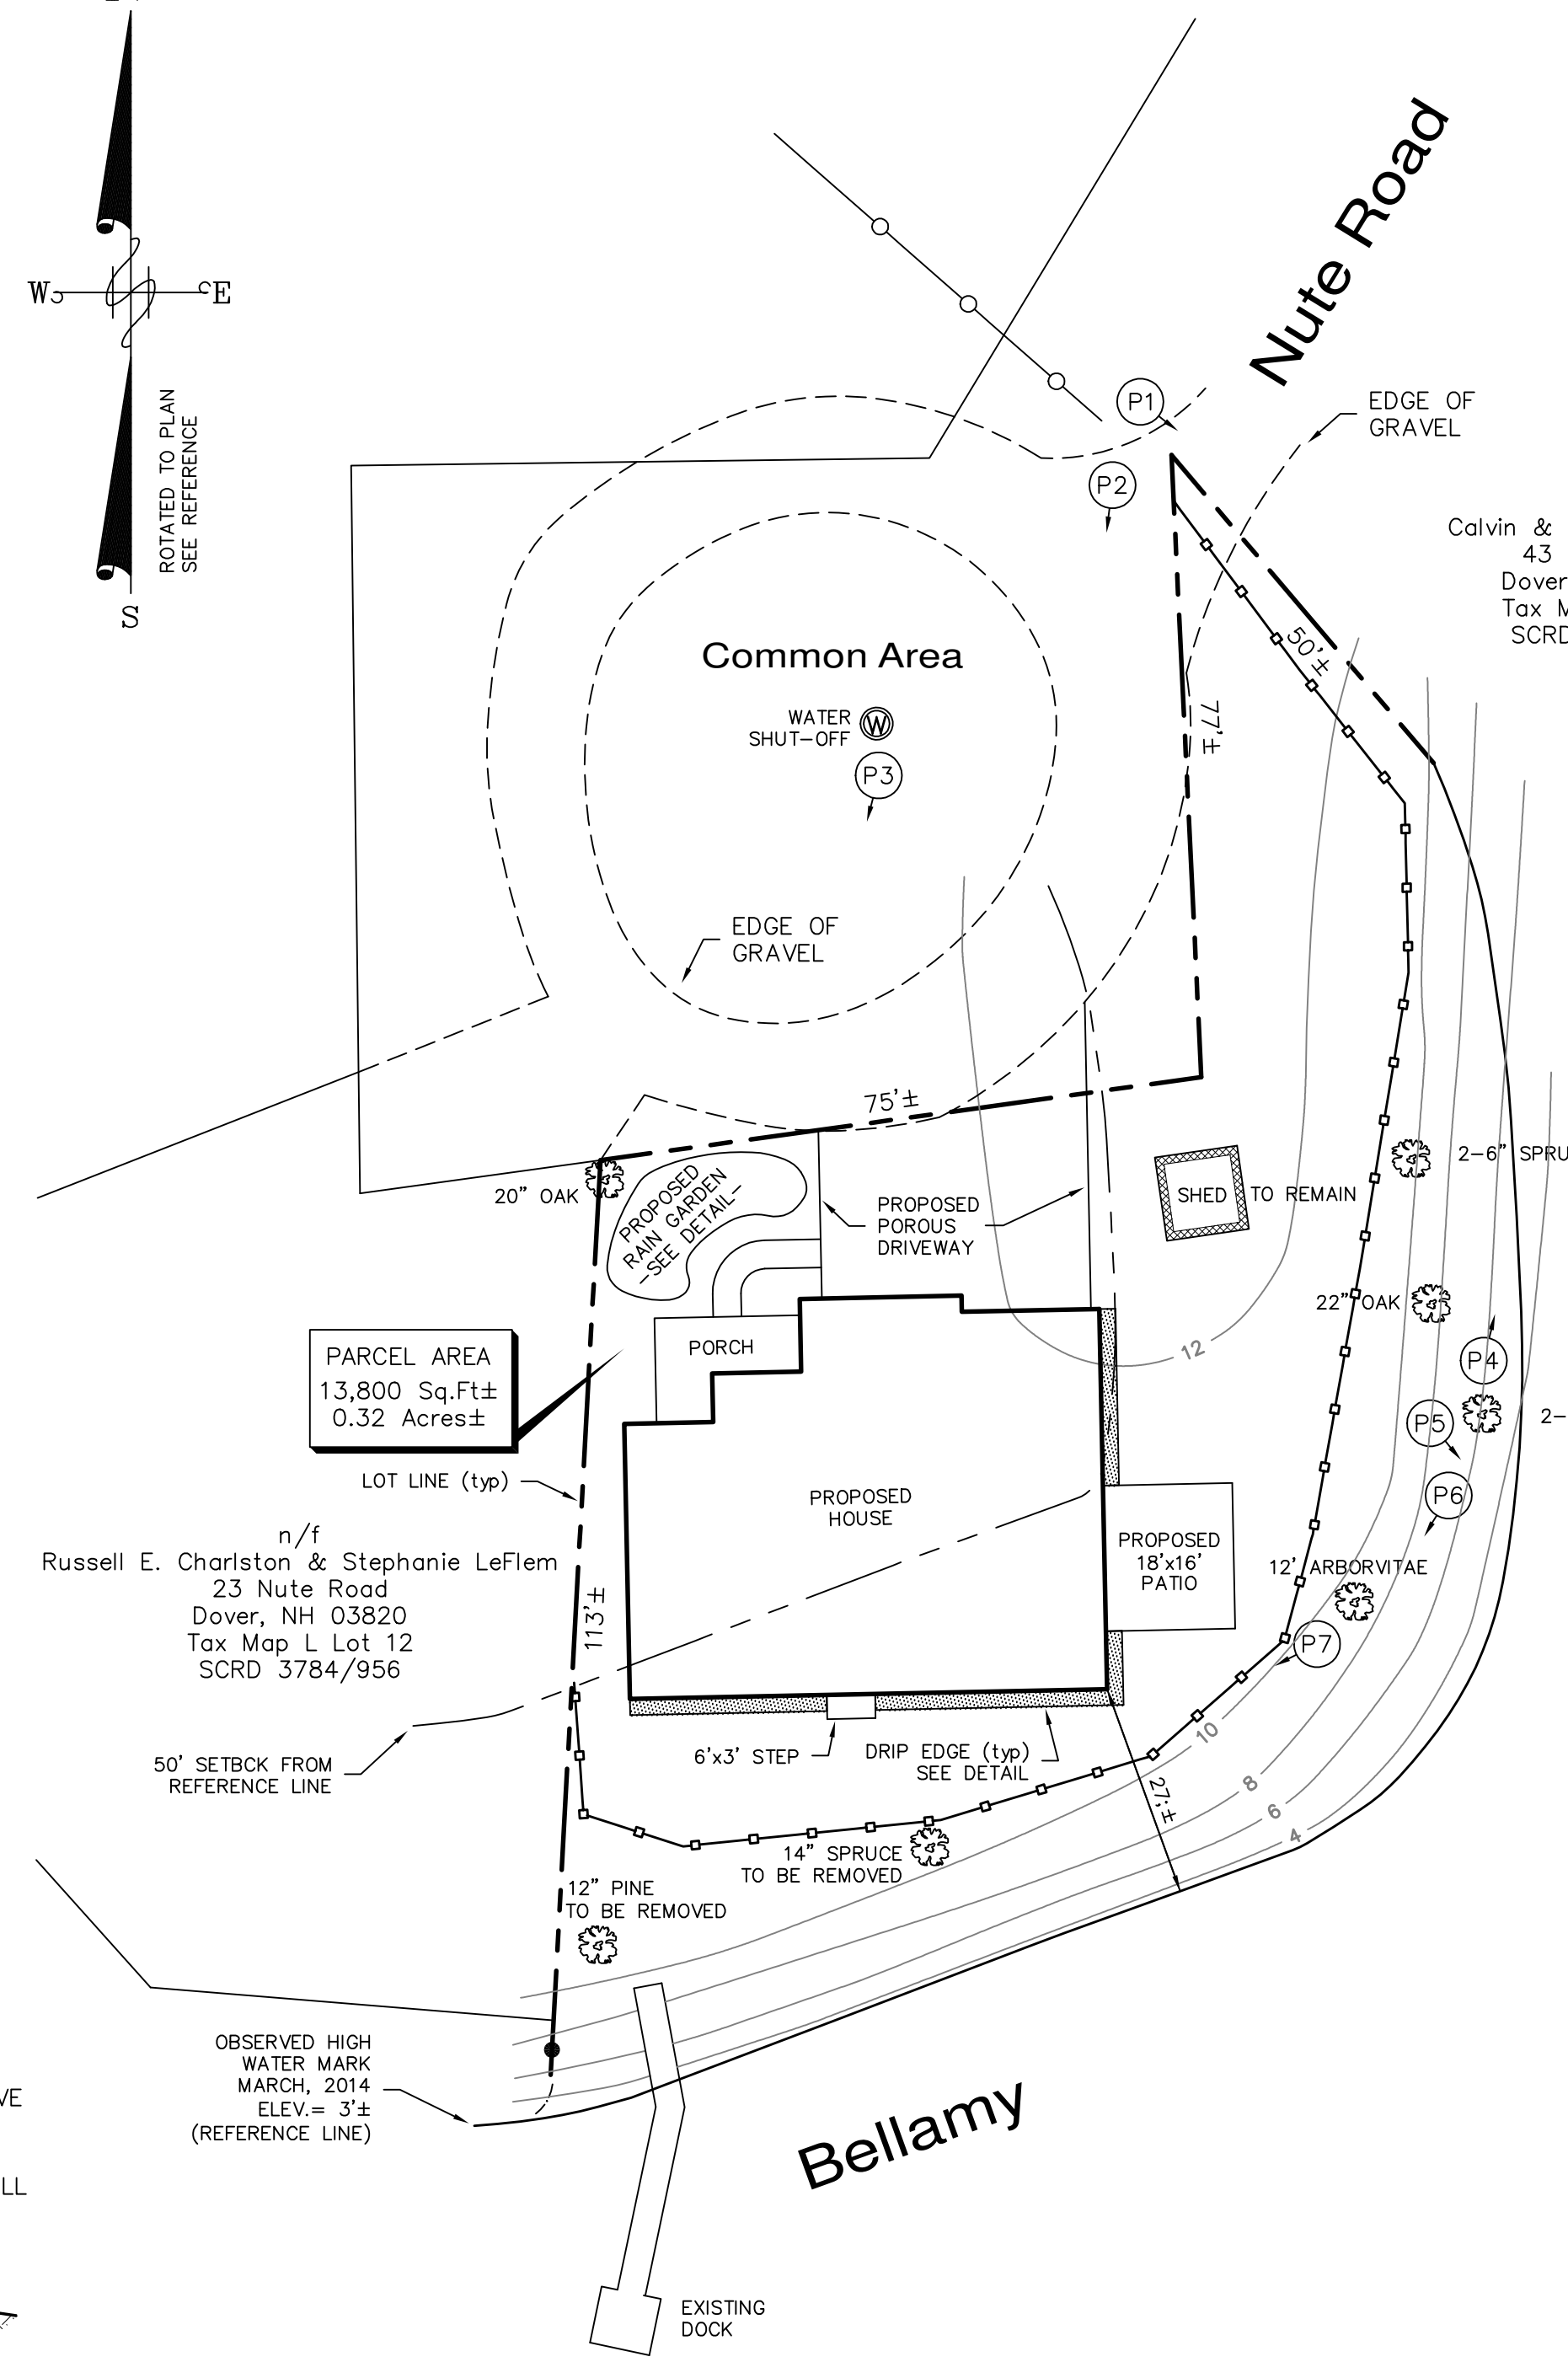 W
E
S
ROTATED TO PLAN
SEE REFERENCE
Nute Road
P1
EDGE OF
GRAVEL
P2
Calvin &
43
Dover
Tax M
SCRD
50'±
Common Area
WATER
SHUT-OFF
W
77'±
P3
EDGE OF
GRAVEL
75'±
20" OAK
PROPOSED
RAIN GARDEN
-SEE DETAIL-
PROPOSED
POROUS
DRIVEWAY
SHED TO REMAIN
2-6" SPRU
22" OAK
PORCH
12
P4
PARCEL AREA
13,800 Sq.Ft±
0.32 Acres±
2-
P5
LOT LINE (typ)
PROPOSED
HOUSE
P6
n/f
Russell E. Charlston & Stephanie LeFlem
23 Nute Road
Dover, NH 03820
Tax Map L Lot 12
SCRD 3784/956
PROPOSED
18'x16'
PATIO
12' ARBORVITAE
113'±
P7
50' SETBCK FROM
REFERENCE LINE
6'x3' STEP
DRIP EDGE (typ)
SEE DETAIL
10
8
6
4
27;±
14" SPRUCE
TO BE REMOVED
12" PINE
TO BE REMOVED
OBSERVED HIGH
WATER MARK
MARCH, 2014
ELEV.= 3'±
(REFERENCE LINE)
VE
LL
Bellamy
EXISTING
DOCK